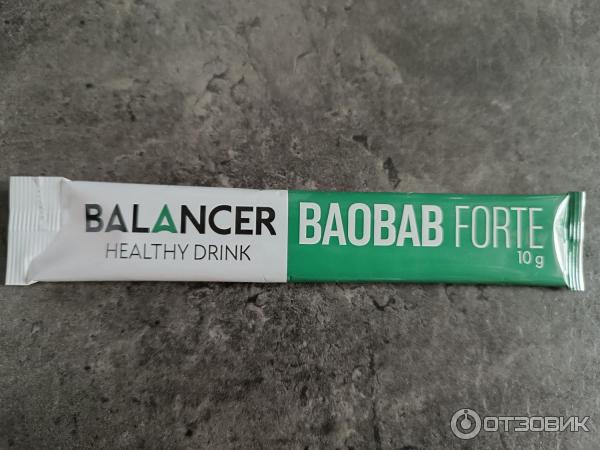 BALANCER
HEALTHY DRINK
BAOBAB FORTE
10 g
ОТЗОВИК